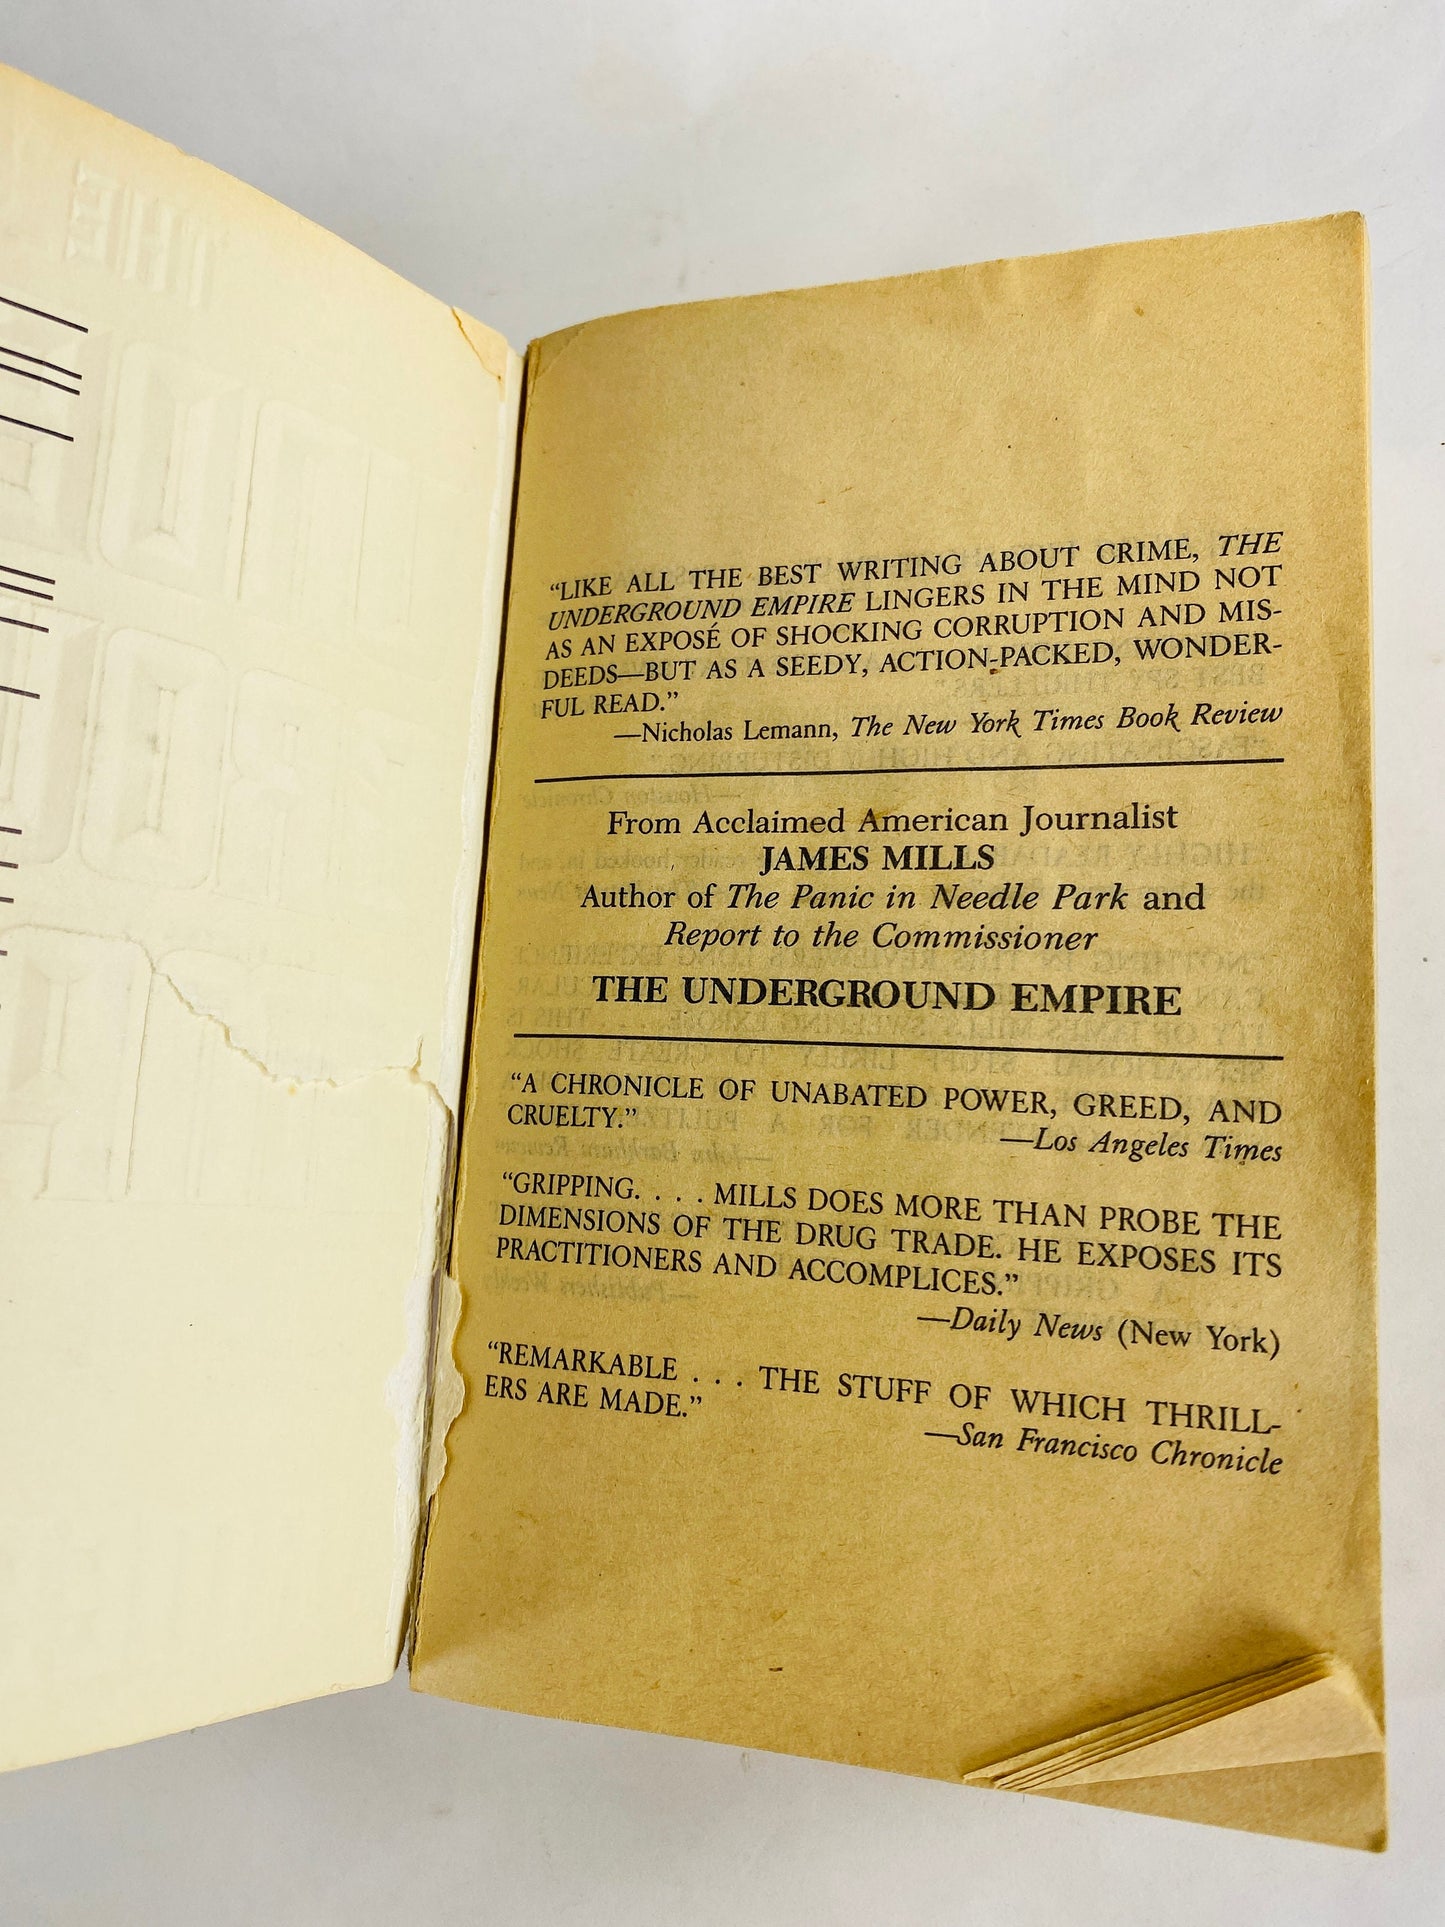 “LIKE ALL THE BEST WRITING ABOUT CRIME, THE
UNDERGROUND EMPIRE LINGERS IN THE MIND NOT
AS AN EXPOSÉ OF SHOCKING CORRUPTION AND MIS-
DEEDS—BUT AS A SEEDY, ACTION-PACKED, WONDER-
FUL READ.”
—Nicholas Lemann, The New York Times Book Review
From Acclaimed American Journalist
JAMES MILLS
Author of The Panic in Needle Park and
Report to the Commissioner
THE UNDERGROUND EMPIRE
“A CHRONICLE OF UNABATED POWER, GREED, AND
CRUELTY.”
—Los Angeles Times
“GRIPPING. . . . MILLS DOES MORE THAN PROBE THE
DIMENSIONS OF THE DRUG TRADE. HE EXPOSES ITS
PRACTITIONERS AND ACCOMPLICES.”
—Daily News (New York)
“REMARKABLE . . . THE STUFF OF WHICH THRILL-
ERS ARE MADE.”
—San Francisco Chronicle